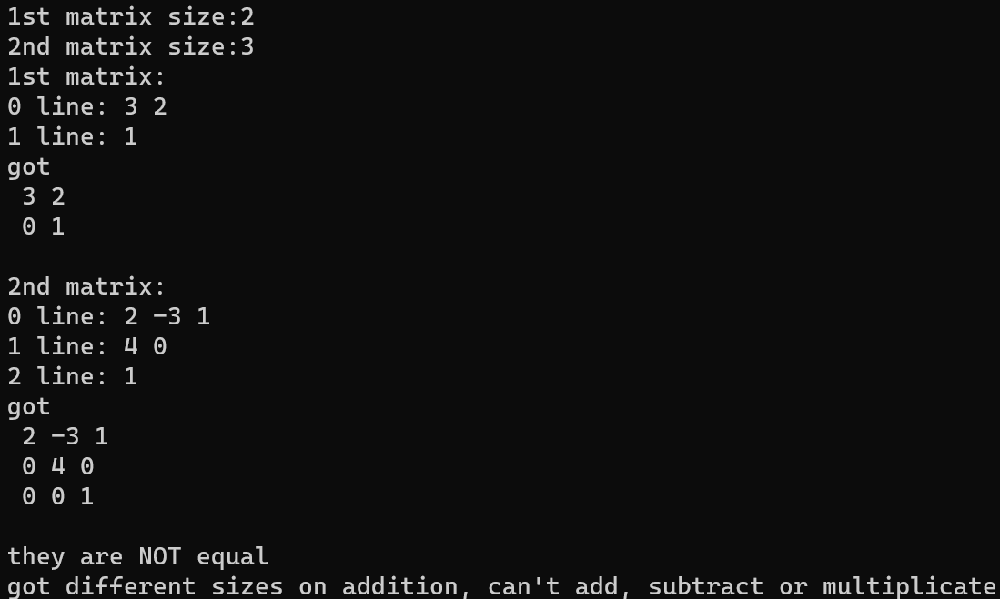 1st matrix size:2
2nd matrix size:3
1st matrix:
0 line: 3 2
1 line: 1
got
3 2
0 1
2nd matrix:
0 line: 2 -3 1
1 line: 4 0
2 line: 1
got
2 -3 1
0 4 0
0 0 1
they are NOT equal
got different sizes on addition, can't add, subtract or multiplicate